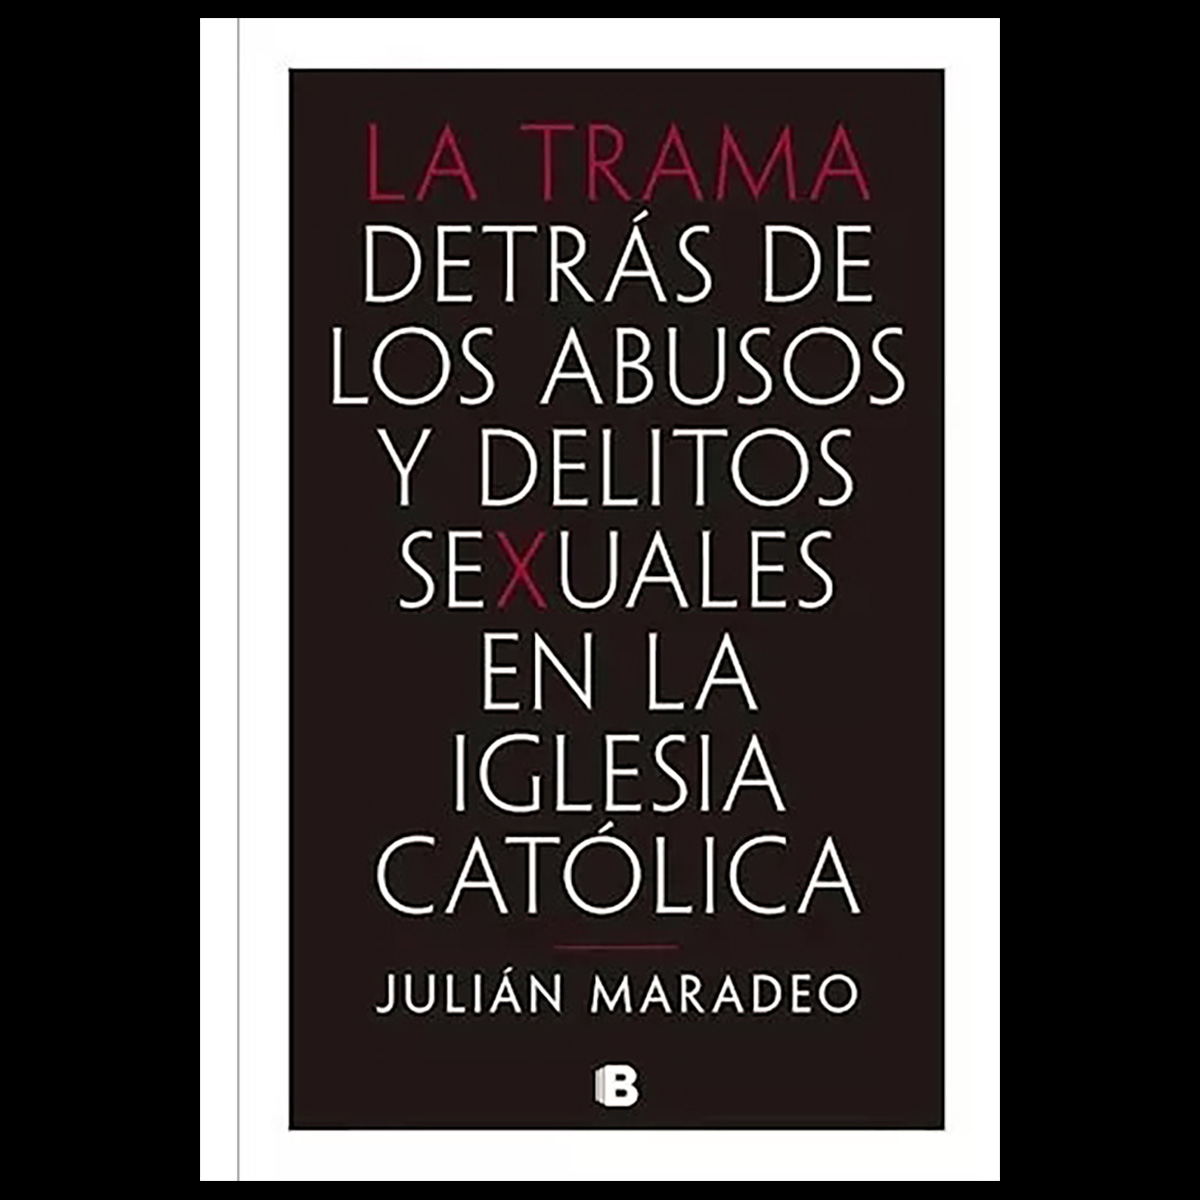 LA TRAMA
DETRÁS DE
LOS ABUSOS
Y DELITOS
SEXUALES
EN LA
IGLESIA
CATÓLICA
JULIÁN MARADEO
B